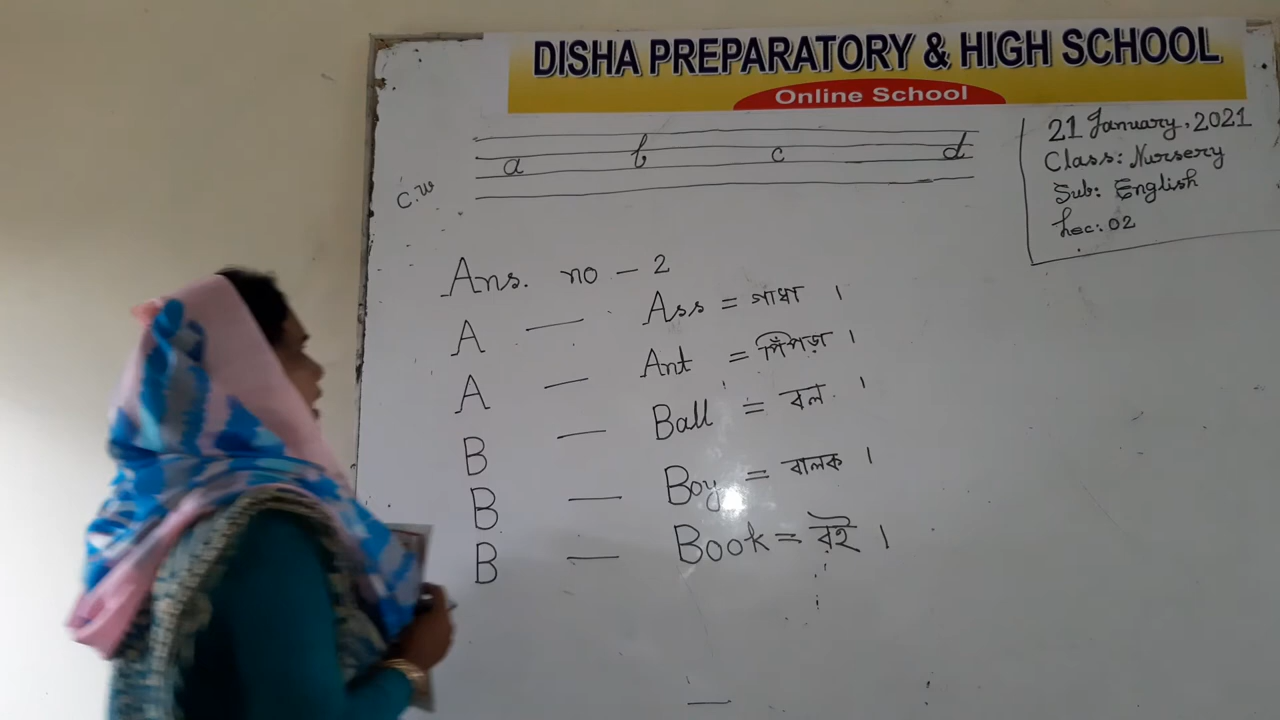 DISHA PREPARATORY & HIGH SCHOOL
Online School
21 January, 2021
Class: Nursery
Sub: English
Lec: 02
a b c d
C.W
Ans. no - 2
A — Ass = গাধা ।
A — Ant = পিঁপড়া ।
B — Ball = বল ।
B — Boy = বালক ।
B — Book = বই ।